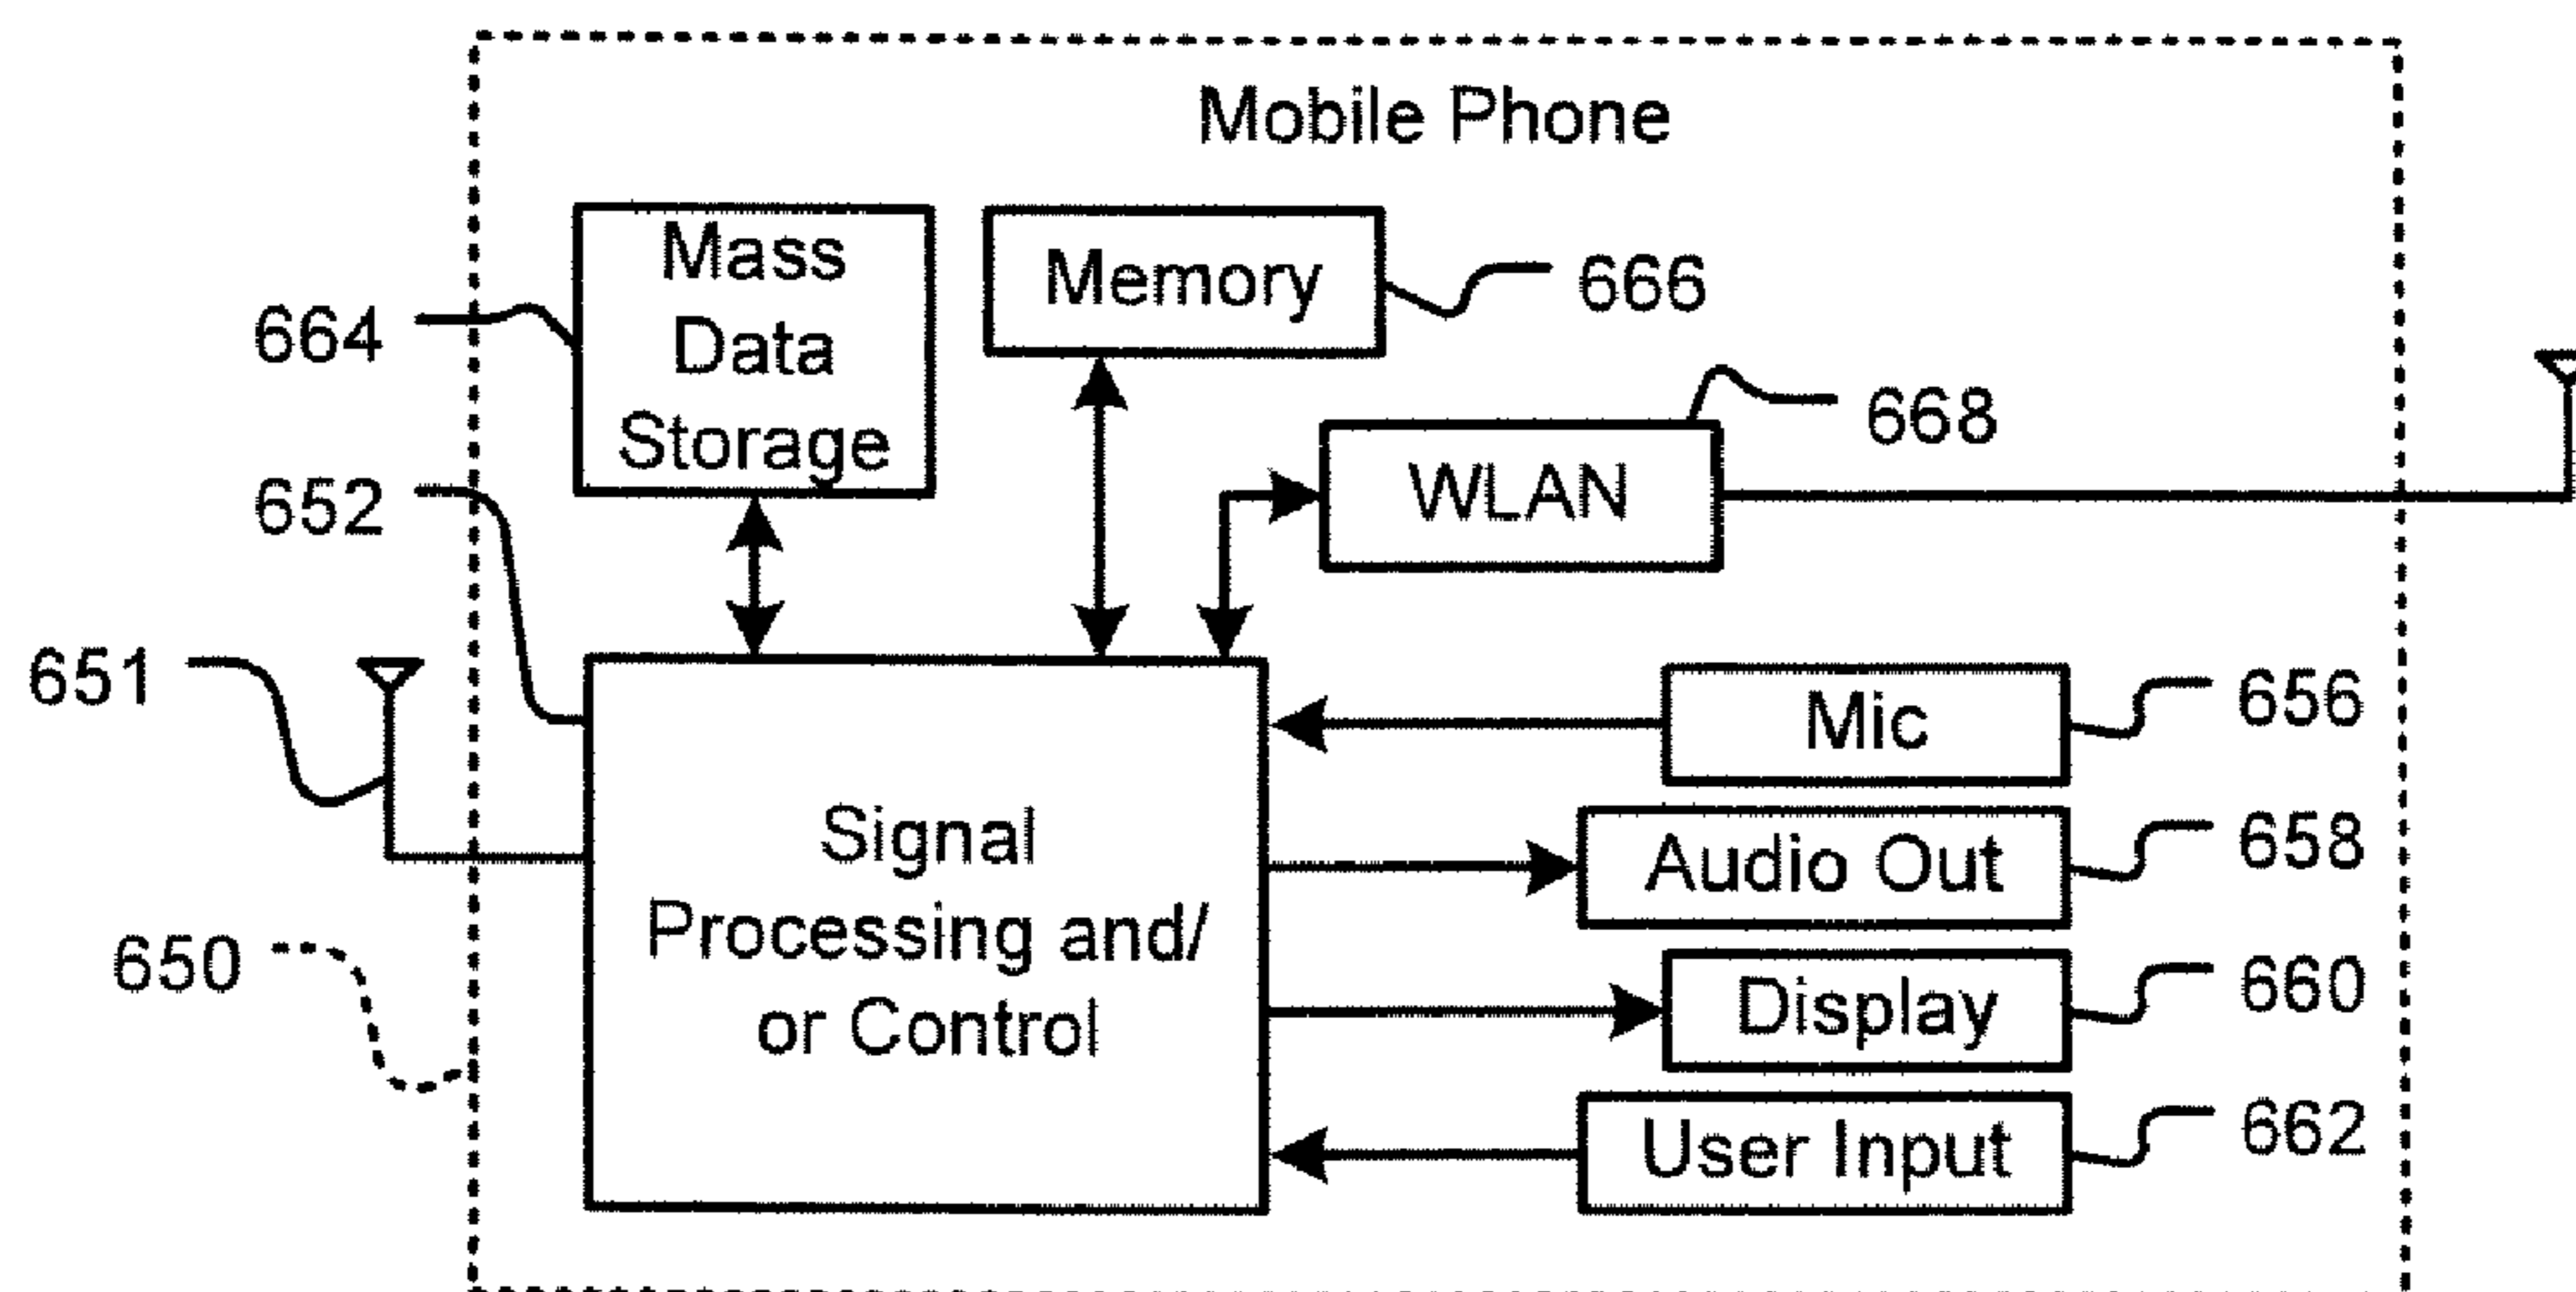 Mobile Phone
Mass
Data
Storage
Memory
666
664
668
WLAN
652
651
Mic
656
Signal
Processing and/
or Control
Audio Out
658
650
Display
660
User Input
662